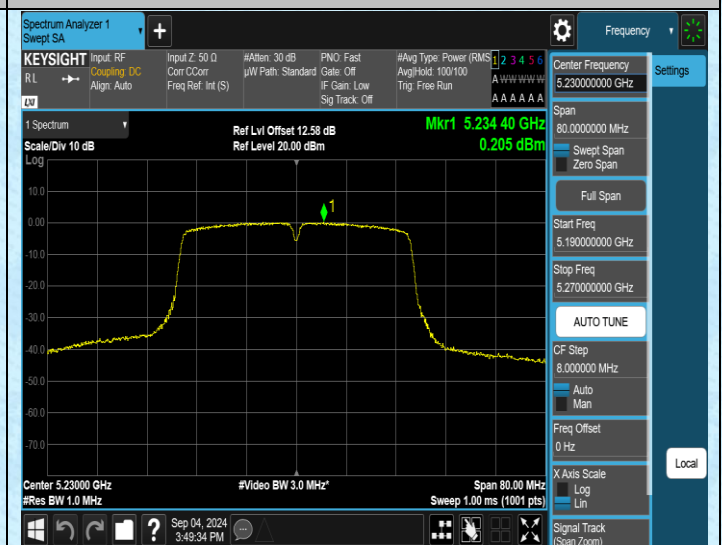 Spectrum Analyzer 1
Swept SA
+
Frequency
KEYSIGHT
RL
LXI
Input: RF
Coupling: DC
Align: Auto
Input Z: 50 Ω
Corr CCorr
Freq Ref: Int (S)
#Atten: 30 dB
µW Path: Standard
PNO: Fast
Gate: Off
IF Gain: Low
Sig Track: Off
#Avg Type: Power (RMS
Avg|Hold: 100/100
Trig: Free Run
1 2 3 4 5 6
A W W W W W
A A A A A A
1 Spectrum
Scale/Div 10 dB
Log
Ref Lvl Offset 12.58 dB
Ref Level 20.00 dBm
Mkr1 5.234 40 GHz
0.205 dBm
10.0
0.00
-10.0
-20.0
-30.0
-40.0
-50.0
-60.0
-70.0
1
Center 5.23000 GHz
#Res BW 1.0 MHz
#Video BW 3.0 MHz*
Span 80.00 MHz
Sweep 1.00 ms (1001 pts)
Center Frequency
5.230000000 GHz
Settings
Span
80.0000000 MHz
Swept Span
Zero Span
Full Span
Start Freq
5.190000000 GHz
Stop Freq
5.270000000 GHz
AUTO TUNE
CF Step
8.000000 MHz
Auto
Man
Freq Offset
0 Hz
X Axis Scale
Log
Lin
Local
Signal Track
(Span Zoom)
?
Sep 04, 2024
3:49:34 PM